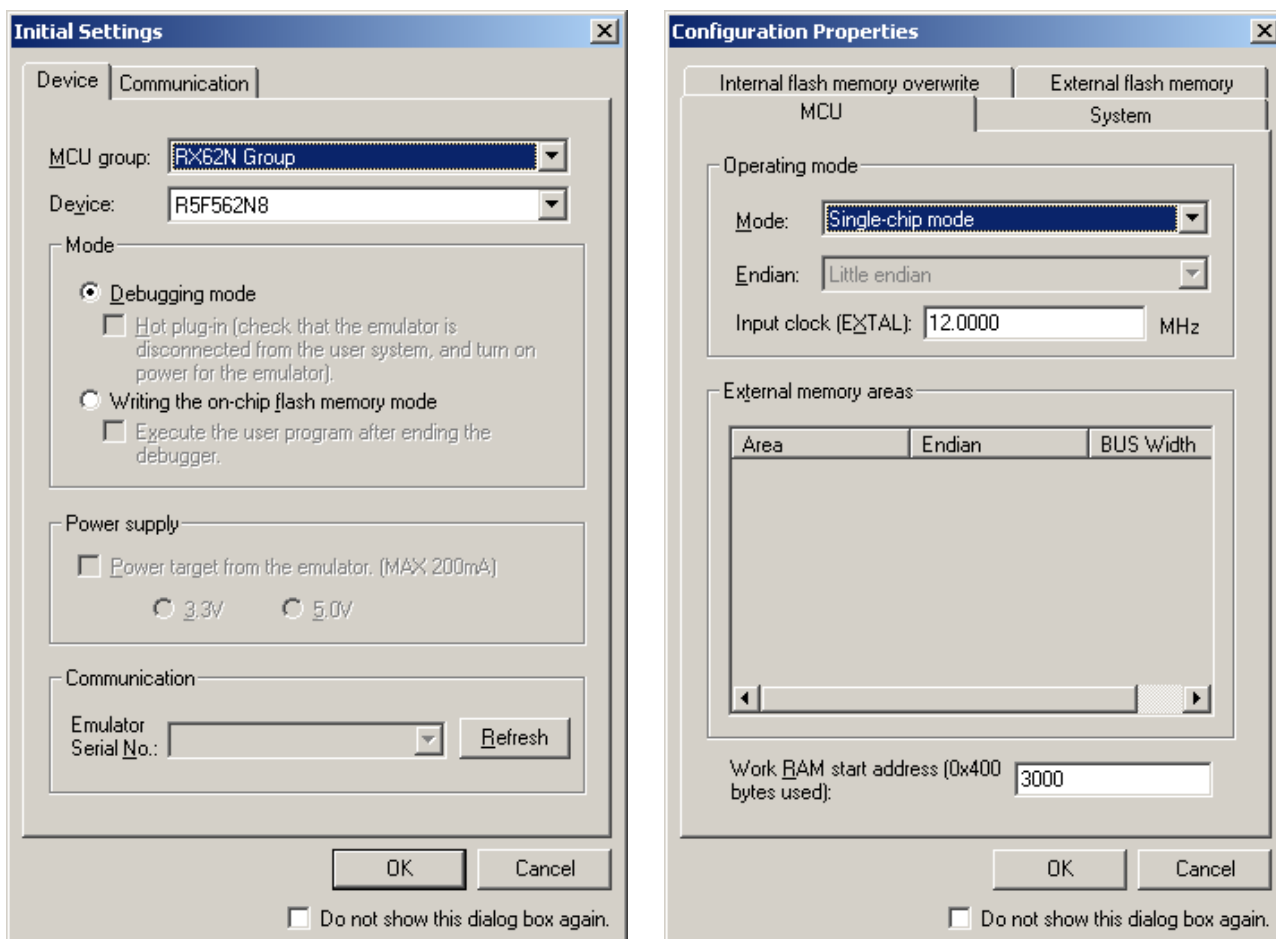 Initial Settings
Device
Communication
MCU group:
RX62N Group
Device:
R5F562N8
Mode
Debugging mode
Hot plug-in (check that the emulator is
disconnected from the user system, and turn on
power for the emulator).
Writing the on-chip flash memory mode
Execute the user program after ending the
debugger.
Power supply
Power target from the emulator. (MAX 200mA)
3.3V
5.0V
Communication
Emulator
Serial No.:
Refresh
OK
Cancel
Do not show this dialog box again.
Configuration Properties
Internal flash memory overwrite
External flash memory
MCU
System
Operating mode
Mode:
Single-chip mode
Endian:
Little endian
Input clock (EXTAL):
12.0000
MHz
External memory areas
Area
Endian
BUS Width
Work RAM start address (0x400
bytes used):
3000
OK
Cancel
Do not show this dialog box again.